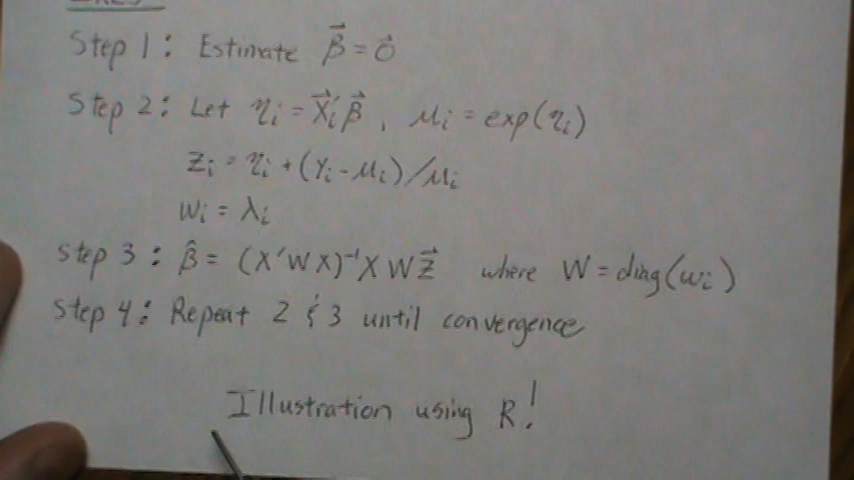 Step 1: Estimate β⃗ = 0⃗
Step 2: Let ηᵢ = X⃗ᵢ'β⃗, μᵢ = exp(ηᵢ)
zᵢ = ηᵢ + (Yᵢ - μᵢ)/μᵢ
wᵢ = λᵢ
Step 3: β̂ = (X'WX)⁻¹XWZ⃗ where W = diag(wᵢ)
Step 4: Repeat 2 & 3 until convergence
Illustration using R!